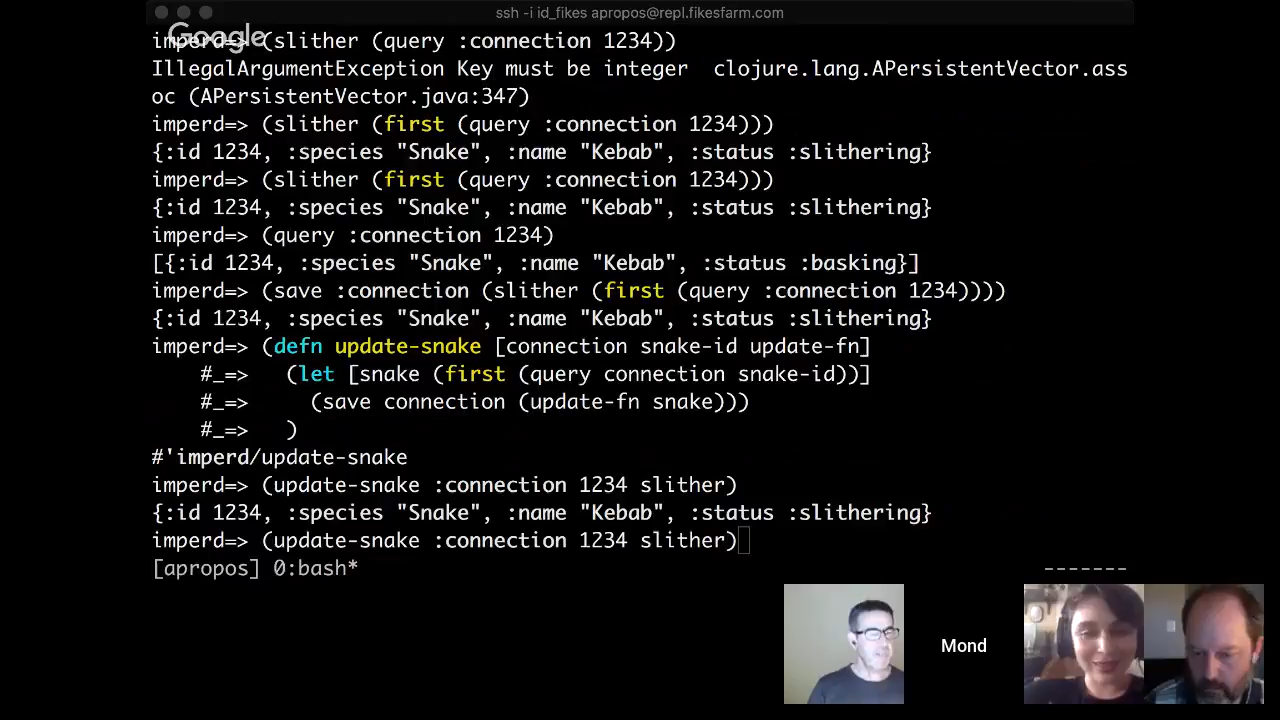 ssh -i id_fikes apropos@repl.fikesfarm.com
Google
imperd=> (slither (query :connection 1234))
IllegalArgumentException Key must be integer  clojure.lang.APersistentVector.ass
oc (APersistentVector.java:347)
imperd=> (slither (first (query :connection 1234)))
{:id 1234, :species "Snake", :name "Kebab", :status :slithering}
imperd=> (slither (first (query :connection 1234)))
{:id 1234, :species "Snake", :name "Kebab", :status :slithering}
imperd=> (query :connection 1234)
[{:id 1234, :species "Snake", :name "Kebab", :status :basking}]
imperd=> (save :connection (slither (first (query :connection 1234))))
{:id 1234, :species "Snake", :name "Kebab", :status :slithering}
imperd=> (defn update-snake [connection snake-id update-fn]
#_=>   (let [snake (first (query connection snake-id))]
#_=>     (save connection (update-fn snake)))
#_=>   )
#'imperd/update-snake
imperd=> (update-snake :connection 1234 slither)
{:id 1234, :species "Snake", :name "Kebab", :status :slithering}
imperd=> (update-snake :connection 1234 slither)
[apropos] 0:bash*
-------
Mond